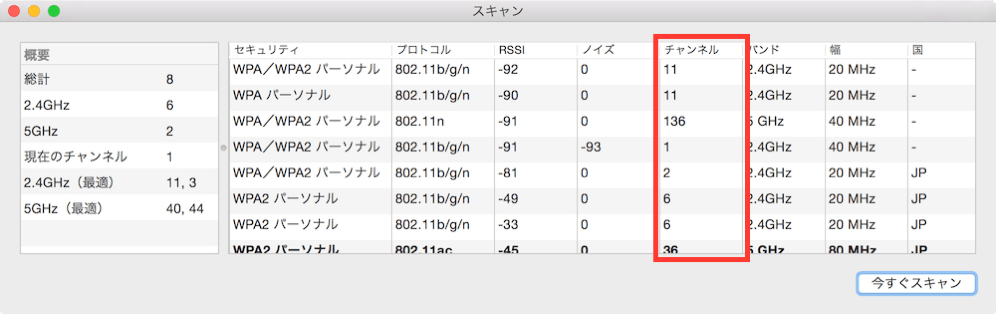 スキャン
概要
総計 8
2.4GHz 6
5GHz 2
現在のチャンネル 1
2.4GHz（最適） 11, 3
5GHz（最適） 40, 44
セキュリティ プロトコル RSSI ノイズ チャンネル バンド 幅 国
WPA／WPA2 パーソナル 802.11b/g/n -92 0 11 2.4GHz 20 MHz -
WPA パーソナル 802.11b/g/n -90 0 11 2.4GHz 20 MHz -
WPA／WPA2 パーソナル 802.11n -91 0 136 5 GHz 40 MHz -
WPA／WPA2 パーソナル 802.11b/g/n -91 -93 1 2.4GHz 40 MHz -
WPA／WPA2 パーソナル 802.11b/g/n -81 0 2 2.4GHz 20 MHz JP
WPA2 パーソナル 802.11b/g/n -49 0 6 2.4GHz 20 MHz JP
WPA2 パーソナル 802.11b/g/n -33 0 6 2.4GHz 20 MHz JP
WPA2 パーソナル 802.11ac -45 0 36 5 GHz 80 MHz JP
今すぐスキャン